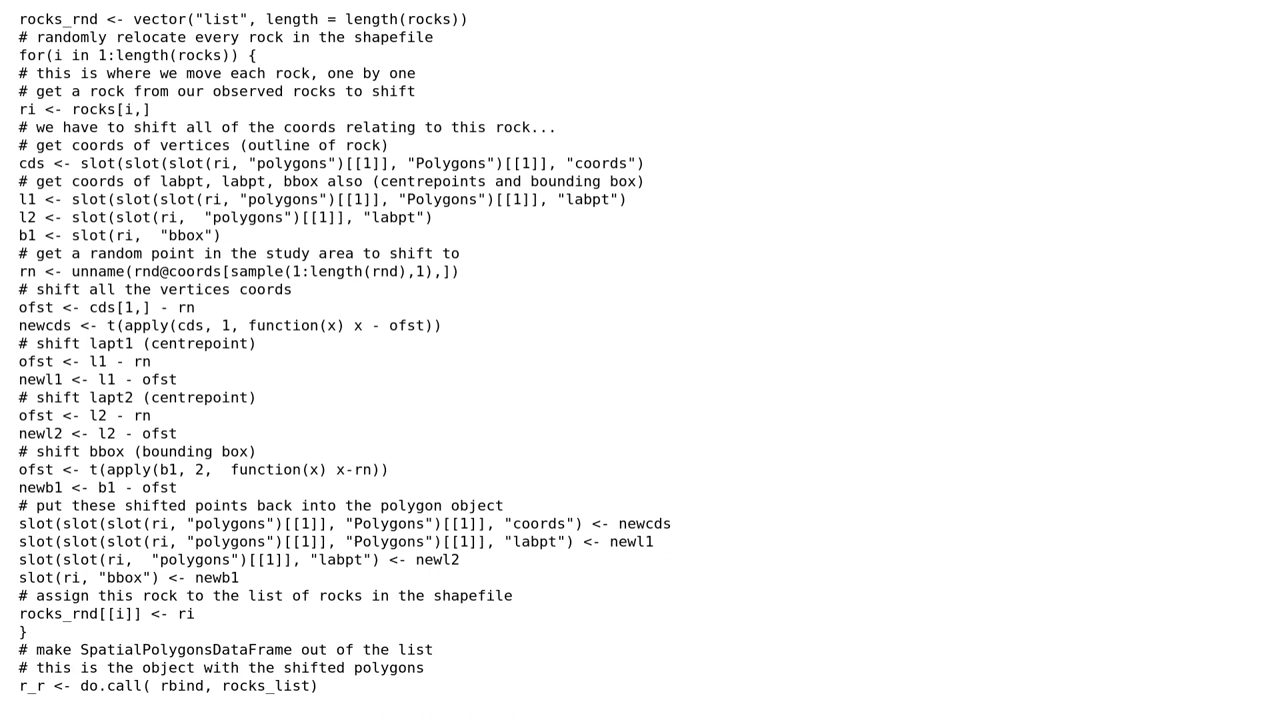 rocks_rnd <- vector("list", length = length(rocks))
# randomly relocate every rock in the shapefile
for(i in 1:length(rocks)) {
# this is where we move each rock, one by one
# get a rock from our observed rocks to shift
ri <- rocks[i,]
# we have to shift all of the coords relating to this rock...
# get coords of vertices (outline of rock)
cds <- slot(slot(slot(ri, "polygons")[[1]], "Polygons")[[1]], "coords")
# get coords of labpt, labpt, bbox also (centrepoints and bounding box)
l1 <- slot(slot(slot(ri, "polygons")[[1]], "Polygons")[[1]], "labpt")
l2 <- slot(slot(ri,  "polygons")[[1]], "labpt")
b1 <- slot(ri,  "bbox")
# get a random point in the study area to shift to
rn <- unname(rnd@coords[sample(1:length(rnd),1),])
# shift all the vertices coords
ofst <- cds[1,] - rn
newcds <- t(apply(cds, 1, function(x) x - ofst))
# shift lapt1 (centrepoint)
ofst <- l1 - rn
newl1 <- l1 - ofst
# shift lapt2 (centrepoint)
ofst <- l2 - rn
newl2 <- l2 - ofst
# shift bbox (bounding box)
ofst <- t(apply(b1, 2,  function(x) x-rn))
newb1 <- b1 - ofst
# put these shifted points back into the polygon object
slot(slot(slot(ri, "polygons")[[1]], "Polygons")[[1]], "coords") <- newcds
slot(slot(slot(ri, "polygons")[[1]], "Polygons")[[1]], "labpt") <- newl1
slot(slot(ri,  "polygons")[[1]], "labpt") <- newl2
slot(ri, "bbox") <- newb1
# assign this rock to the list of rocks in the shapefile
rocks_rnd[[i]] <- ri
}
# make SpatialPolygonsDataFrame out of the list
# this is the object with the shifted polygons
r_r <- do.call( rbind, rocks_list)